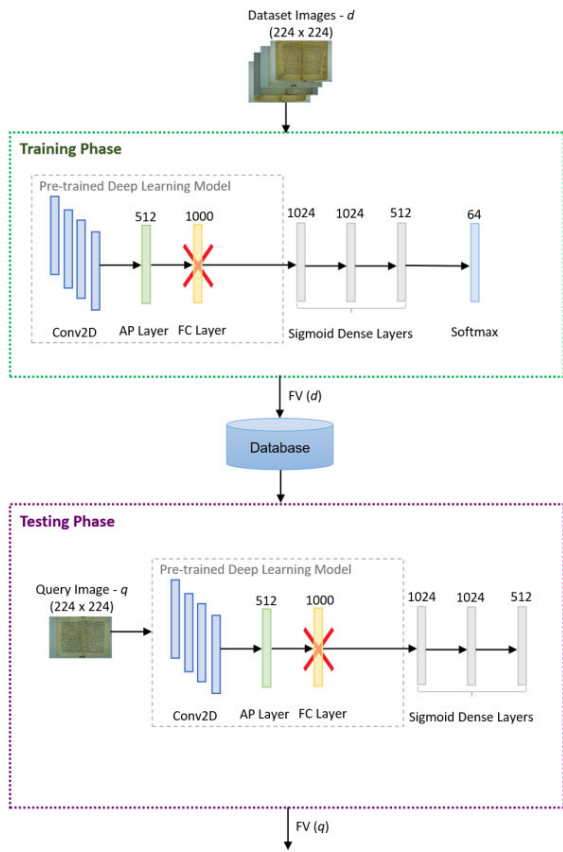 Dataset Images - d
(224 x 224)
Training Phase
Pre-trained Deep Learning Model
512 1000 1024 1024 512 64
Conv2D AP Layer FC Layer Sigmoid Dense Layers Softmax
FV (d)
Database
Testing Phase
Pre-trained Deep Learning Model
Query Image - q
(224 x 224)
512 1000 1024 1024 512
Conv2D AP Layer FC Layer Sigmoid Dense Layers
FV (q)